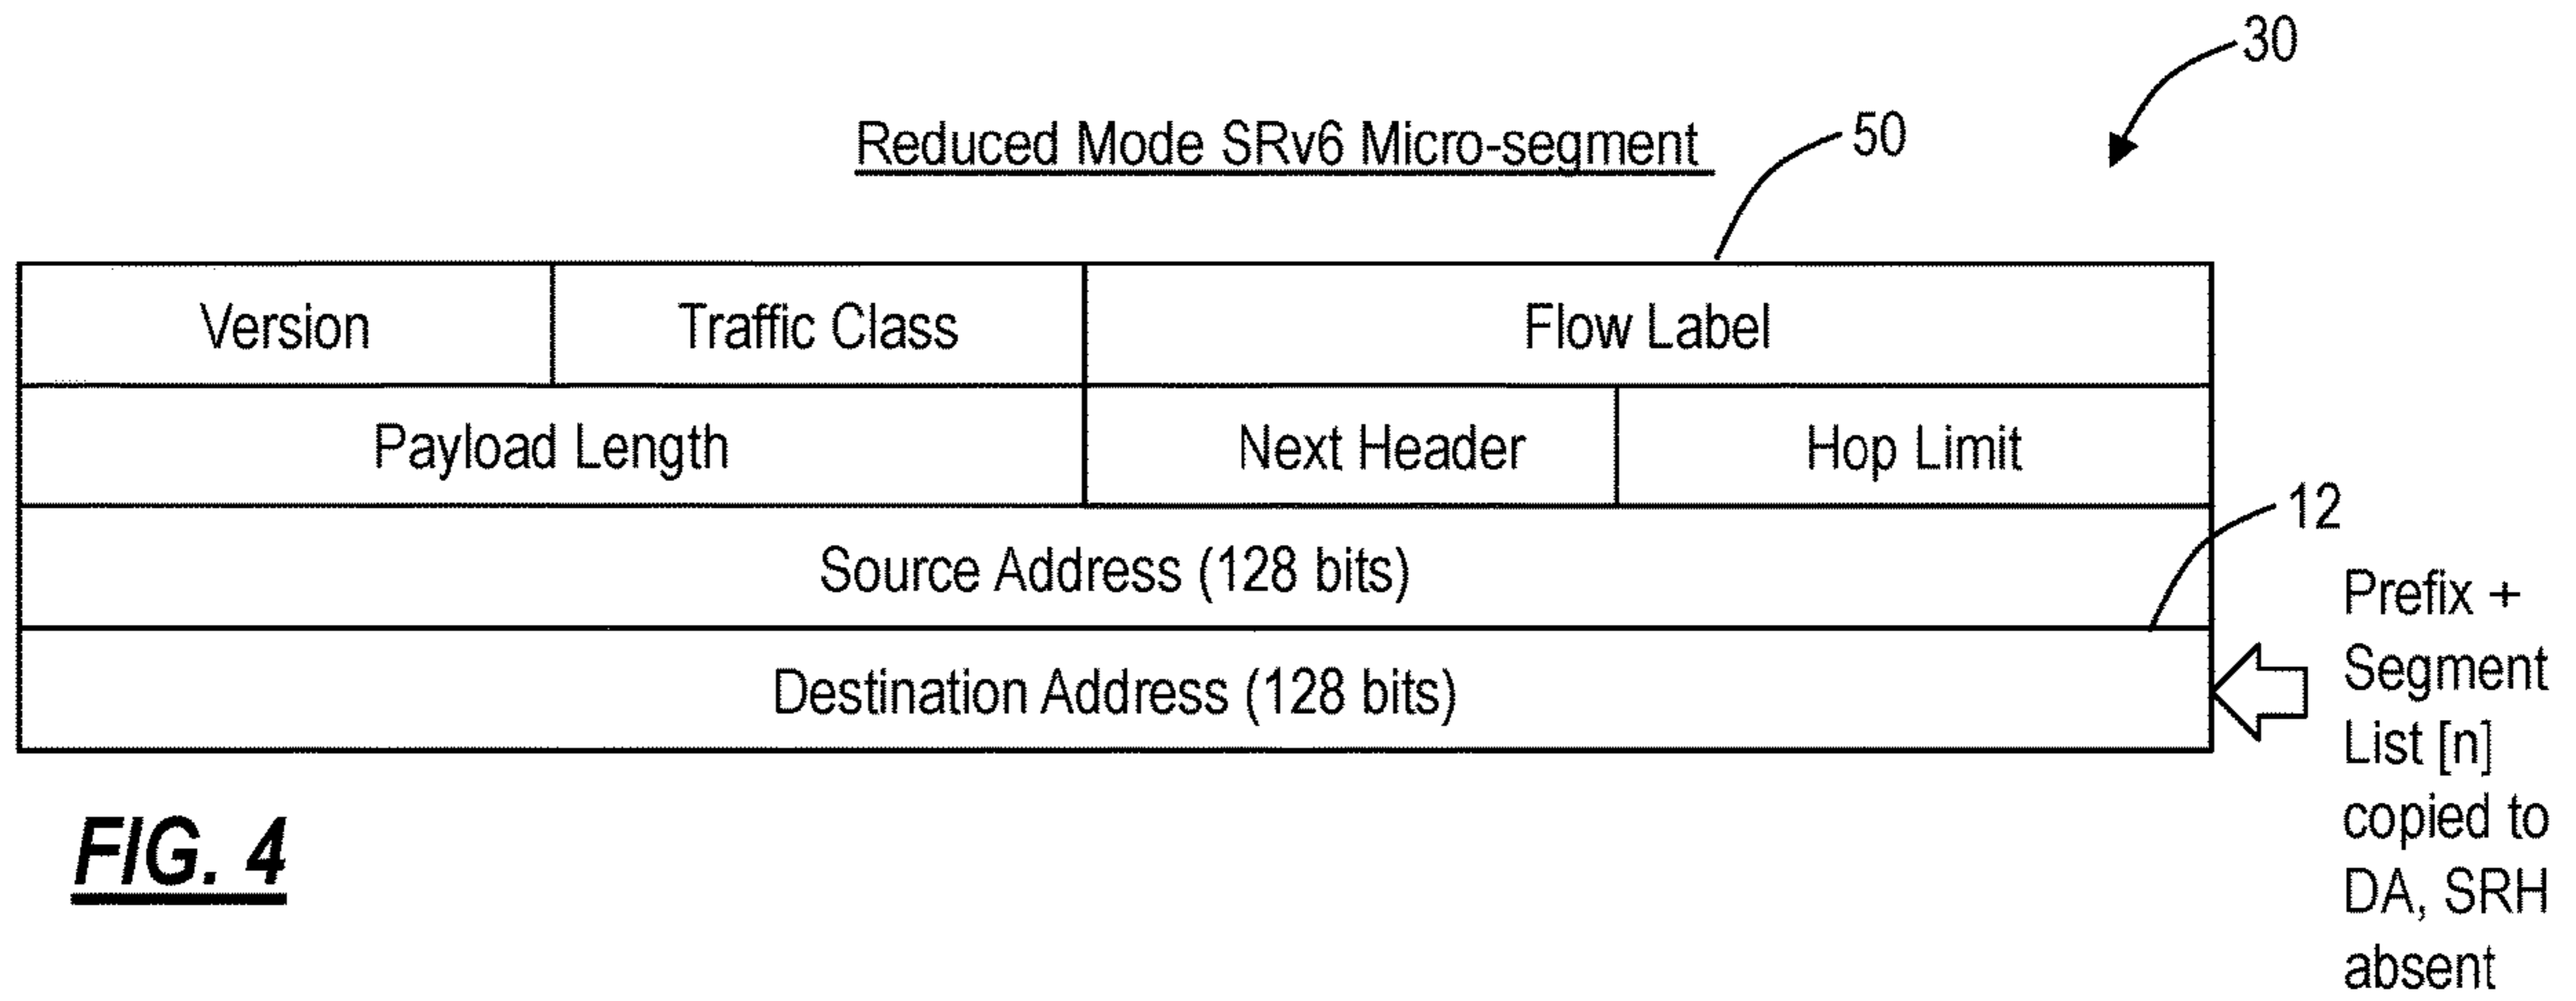 30
Reduced Mode SRv6 Micro-segment
50
Version Traffic Class Flow Label
Payload Length Next Header Hop Limit
12
Source Address (128 bits)
Destination Address (128 bits)
Prefix +
Segment
List [n]
copied to
DA, SRH
absent
FIG. 4